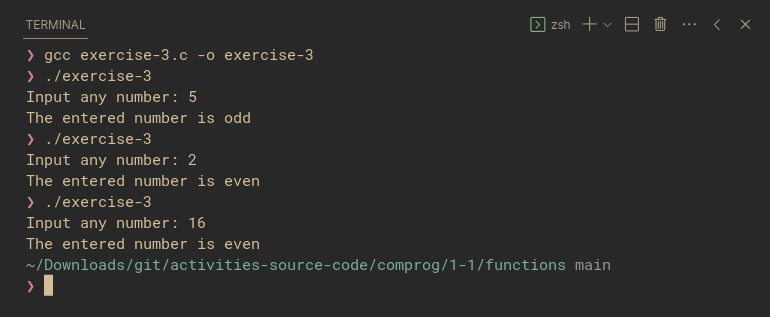 TERMINAL zsh
❯ gcc exercise-3.c -o exercise-3
❯ ./exercise-3
Input any number: 5
The entered number is odd
❯ ./exercise-3
Input any number: 2
The entered number is even
❯ ./exercise-3
Input any number: 16
The entered number is even
~/Downloads/git/activities-source-code/comprog/1-1/functions main
❯